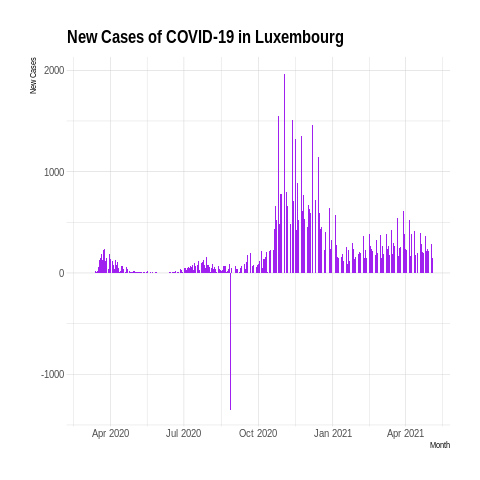 New Cases of COVID-19 in Luxembourg
New Cases
2000
1000
0
-1000
Apr 2020 Jul 2020 Oct 2020 Jan 2021 Apr 2021
Month